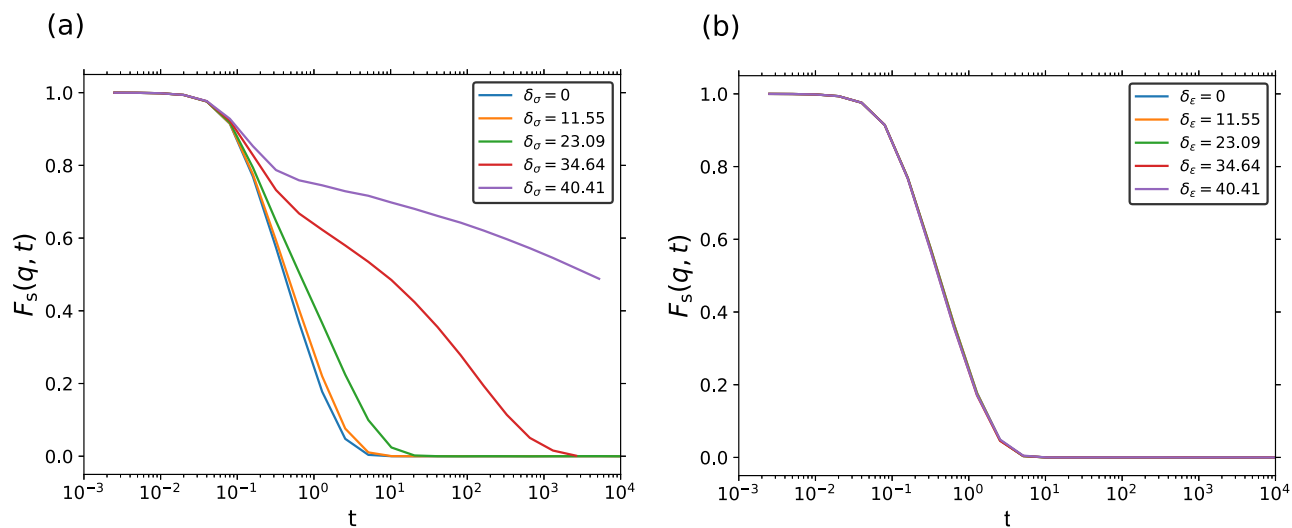 (a)
1.0
0.8
0.6
0.4
0.2
0.0
F_s(q, t)
10^{-3} 10^{-2} 10^{-1} 10^0 10^1 10^2 10^3 10^4
t
δ_σ = 0
δ_σ = 11.55
δ_σ = 23.09
δ_σ = 34.64
δ_σ = 40.41
(b)
1.0
0.8
0.6
0.4
0.2
0.0
F_s(q, t)
10^{-3} 10^{-2} 10^{-1} 10^0 10^1 10^2 10^3 10^4
t
δ_ε = 0
δ_ε = 11.55
δ_ε = 23.09
δ_ε = 34.64
δ_ε = 40.41